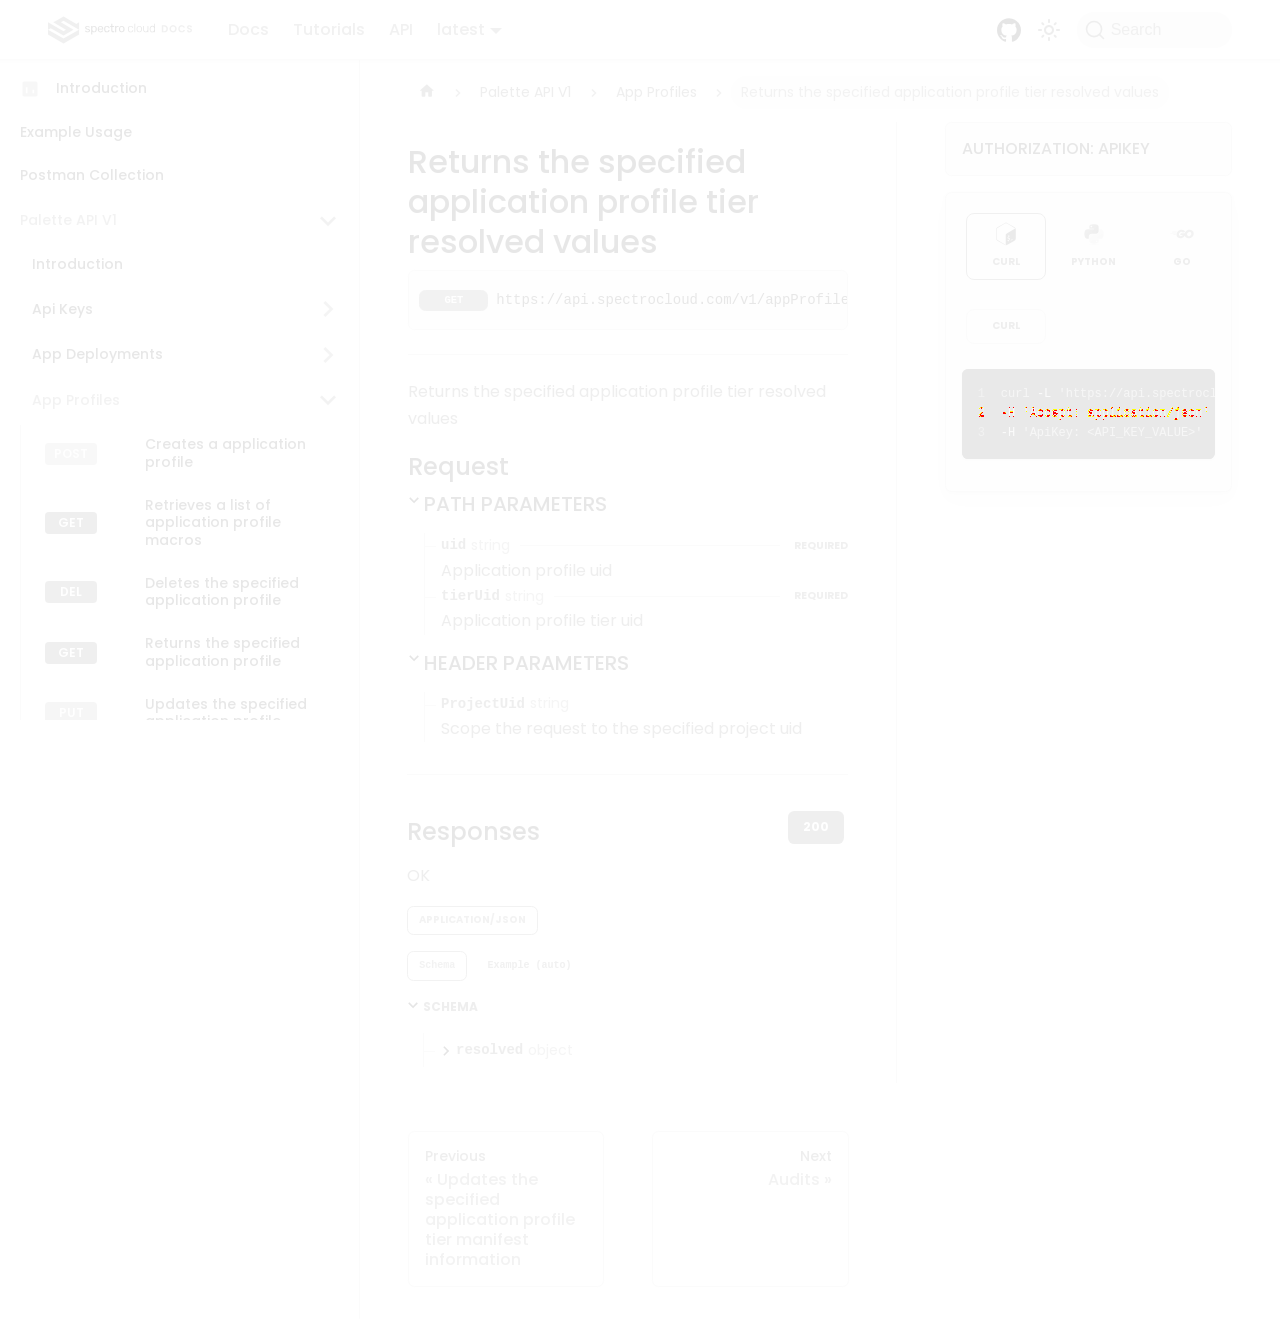 spectro cloud DOCS
Docs
Tutorials
API
latest
Search
Introduction
Example Usage
Postman Collection
Palette API V1
Introduction
Api Keys
App Deployments
App Profiles
POST
Creates a application
profile
GET
Retrieves a list of
application profile
macros
DEL
Deletes the specified
application profile
GET
Returns the specified
application profile
PUT
Updates the specified
application profile
Palette API V1
App Profiles
Returns the specified application profile tier resolved values
Returns the specified
application profile tier
resolved values
GET
https://api.spectrocloud.com/v1/appProfile
Returns the specified application profile tier resolved
values
Request
PATH PARAMETERS
uid string
REQUIRED
Application profile uid
tierUid string
REQUIRED
Application profile tier uid
HEADER PARAMETERS
ProjectUid string
Scope the request to the specified project uid
Responses
200
OK
APPLICATION/JSON
Schema
Example (auto)
SCHEMA
resolved object
Previous
« Updates the
specified
application profile
tier manifest
information
Next
Audits »
AUTHORIZATION: APIKEY
CURL
PYTHON
GO
GO
CURL
1 curl -L 'https://api.spectrocl
2 -H 'Accept: application/json'
3 -H 'ApiKey: <API_KEY_VALUE>'